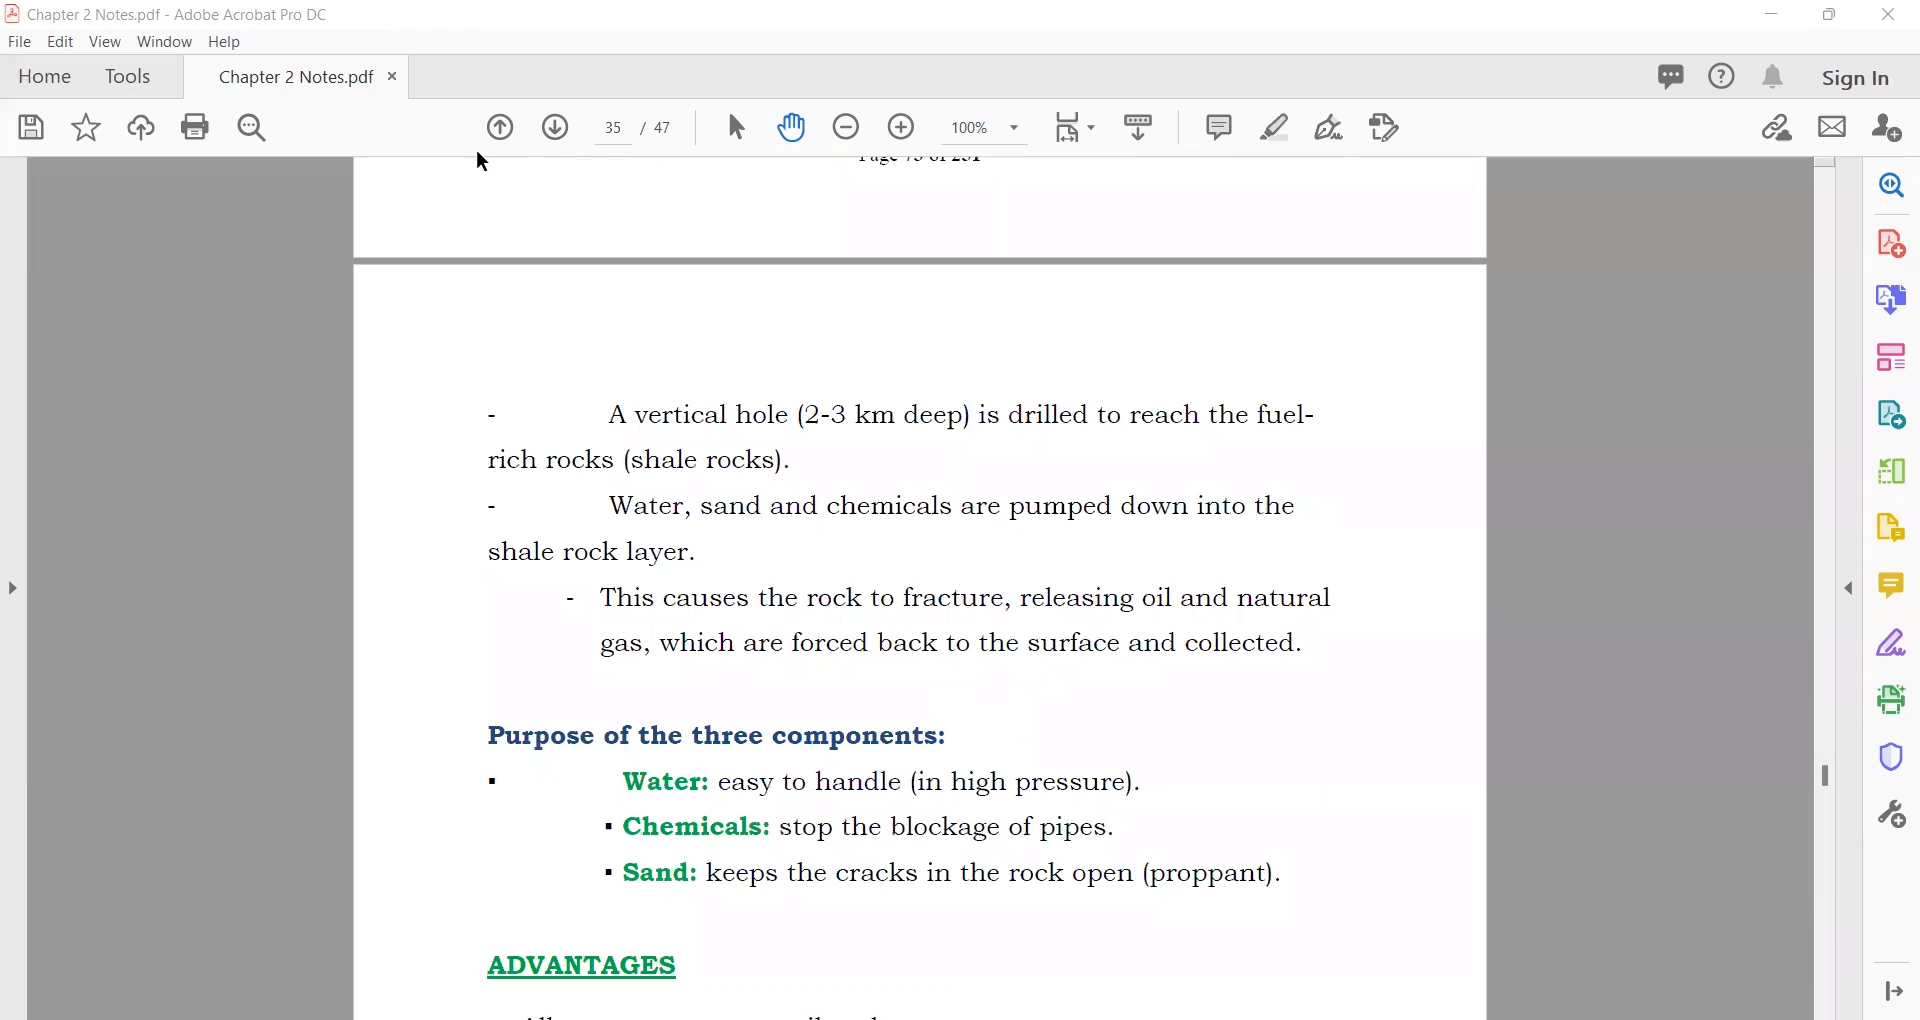 Chapter 2 Notes.pdf - Adobe Acrobat Pro DC
File Edit View Window Help
Home Tools Chapter 2 Notes.pdf × Sign In
35 / 47 100%
- A vertical hole (2-3 km deep) is drilled to reach the fuel-
rich rocks (shale rocks).
- Water, sand and chemicals are pumped down into the
shale rock layer.
- This causes the rock to fracture, releasing oil and natural
gas, which are forced back to the surface and collected.
Purpose of the three components:
▪ Water: easy to handle (in high pressure).
▪ Chemicals: stop the blockage of pipes.
▪ Sand: keeps the cracks in the rock open (proppant).
ADVANTAGES